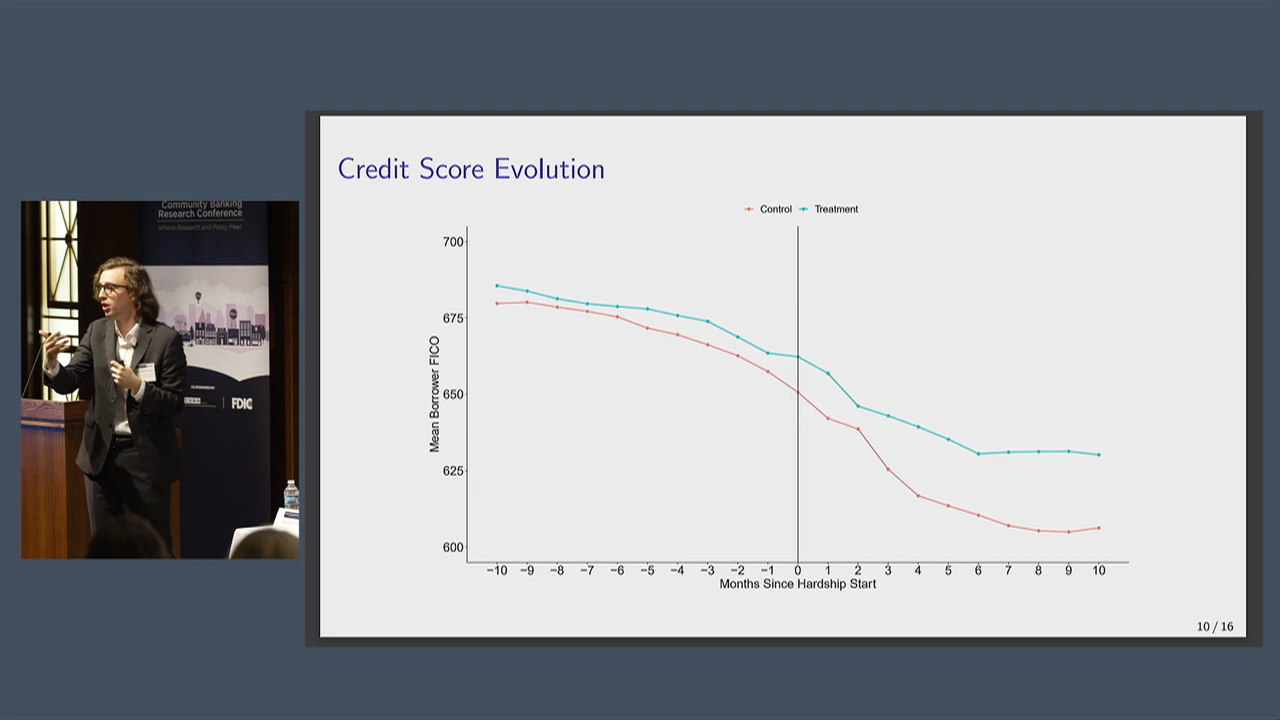 Community Banking
Research Conference
Where Research and Policy Meet
FDIC
Credit Score Evolution
Control
Treatment
Mean Borrower FICO
700
675
650
625
600
−10 −9 −8 −7 −6 −5 −4 −3 −2 −1 0 1 2 3 4 5 6 7 8 9 10
Months Since Hardship Start
10 / 16